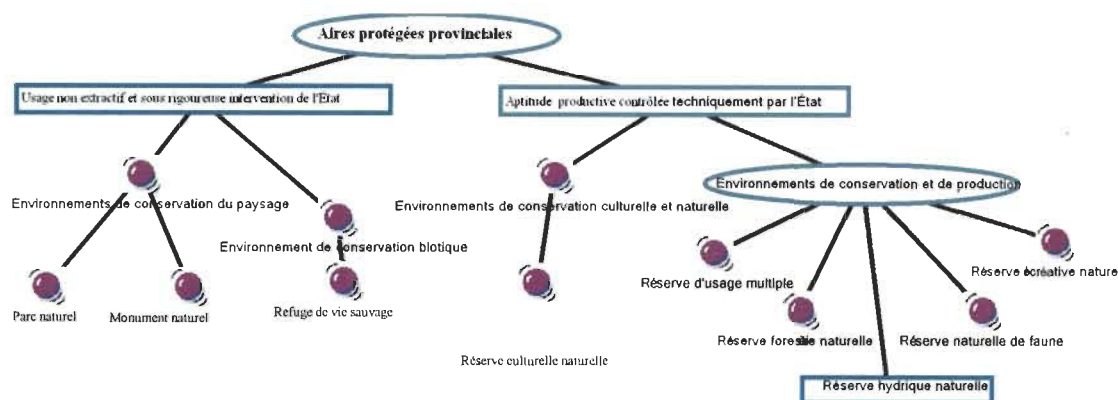 Aires protégées provinciales
Usage non extractif et sous rigoureuse intervention de l'État
Aptitude productive contrôlée techniquement par l'État
Environnements de conservation du paysage
Environnements de conservation culturelle et naturelle
Environnements de conservation et de production
Environnement de conservation biotique
Réserve d'usage multiple
Réserve écréative nature
Parc naturel
Monument naturel
Refuge de vie sauvage
Réserve naturelle
Réserve naturelle de faune
Réserve culturelle naturelle
Réserve hydrique naturelle